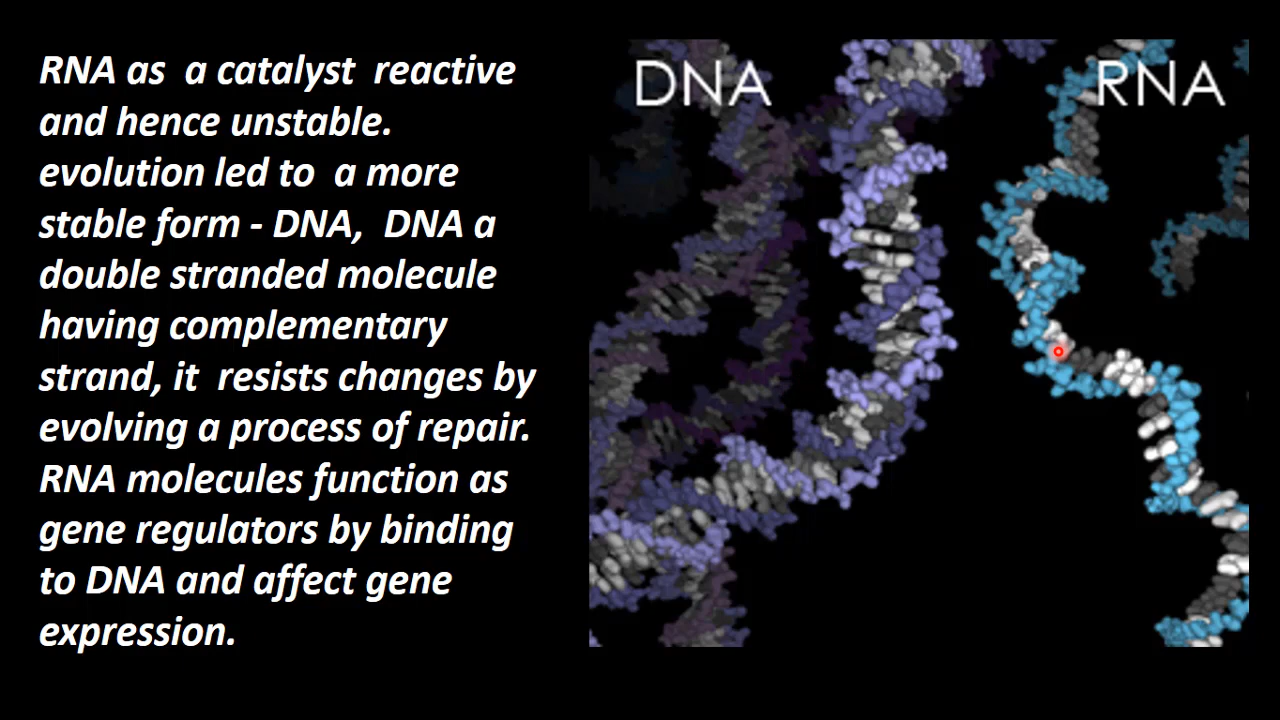 RNA as  a catalyst  reactive
and hence unstable.
evolution led to  a more
stable form - DNA,  DNA a
double stranded molecule
having complementary
strand, it  resists changes by
evolving a process of repair.
RNA molecules function as
gene regulators by binding
to DNA and affect gene
expression.
DNA
RNA